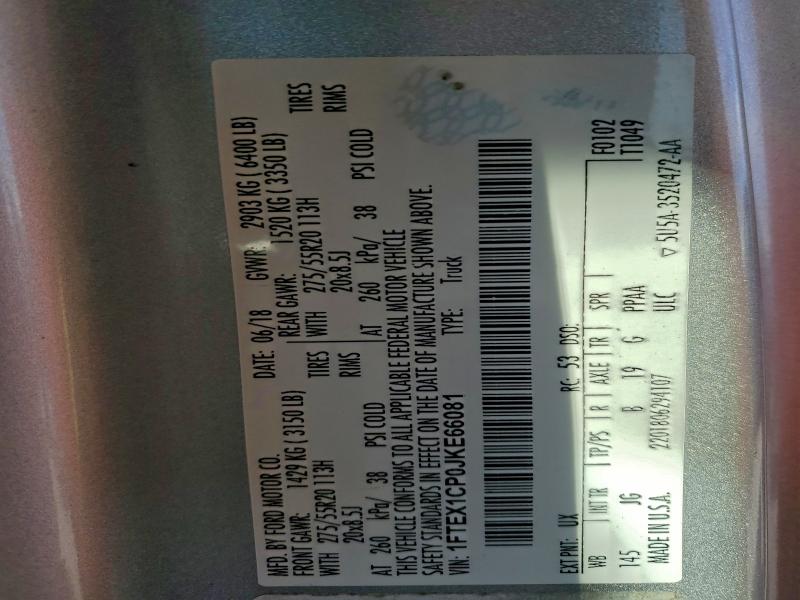 MFD. BY FORD MOTOR CO.
DATE: 06/18 GVWR: 2903 KG ( 6400 LB)
FRONT GAWR: 1429 KG ( 3150 LB) REAR GAWR: 1520 KG ( 3350 LB)
WITH 275/55R20 113H TIRES WITH 275/55R20 113H TIRES
20x8.5J RIMS 20x8.5J RIMS
AT 260 kPa/ 38 PSI COLD AT 260 kPa/ 38 PSI COLD
THIS VEHICLE CONFORMS TO ALL APPLICABLE FEDERAL MOTOR VEHICLE
SAFETY STANDARDS IN EFFECT ON THE DATE OF MANUFACTURE SHOWN ABOVE.
VIN: 1FTEX1CP0JKE66081 TYPE: Truck
EXT PNT: UX RC: 53 DSO:
WB INT TR TP/PS R AXLE TR SPR F0102
145 JG B 19 G PPAA T1049
MADE IN U.S.A. 220180629410​7 ULC ▽ 5U5A-3520472-AA